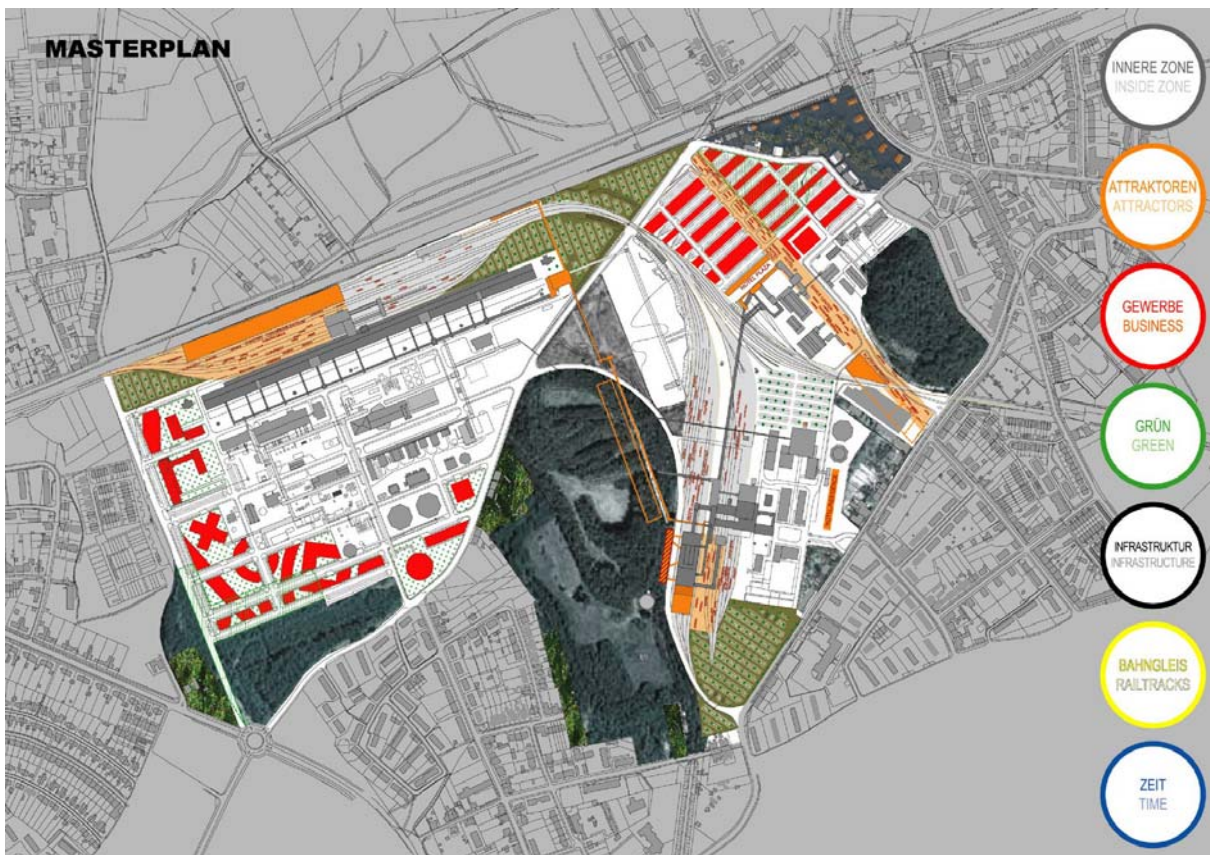 MASTERPLAN
INNERE ZONE
INSIDE ZONE
ATTRAKTOREN
ATTRACTORS
GEWERBE
BUSINESS
GRÜN
GREEN
INFRASTRUKTUR
INFRASTRUCTURE
BAHNGLEIS
RAILTRACKS
ZEIT
TIME